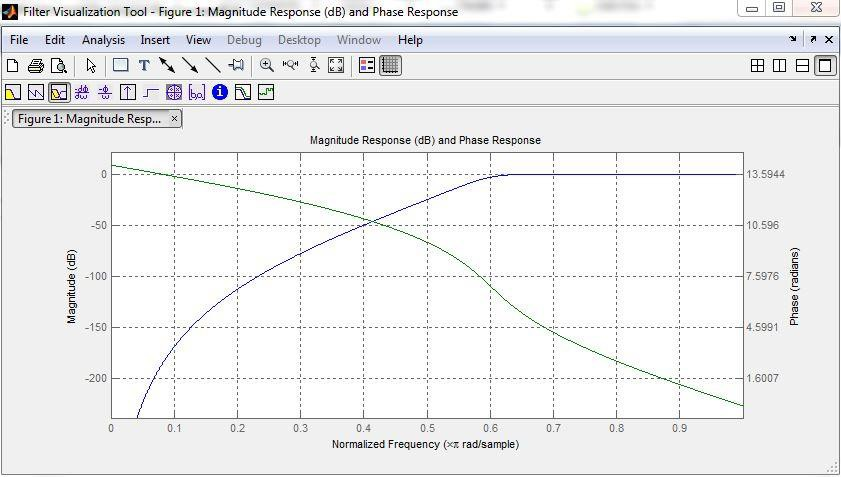 Filter Visualization Tool - Figure 1: Magnitude Response (dB) and Phase Response
File Edit Analysis Insert View Debug Desktop Window Help
Figure 1: Magnitude Resp...
Magnitude Response (dB) and Phase Response
0
-50
-100
-150
-200
Magnitude (dB)
13.5944
10.596
7.5976
4.5991
1.6007
Phase (radians)
0 0.1 0.2 0.3 0.4 0.5 0.6 0.7 0.8 0.9
Normalized Frequency (×π rad/sample)